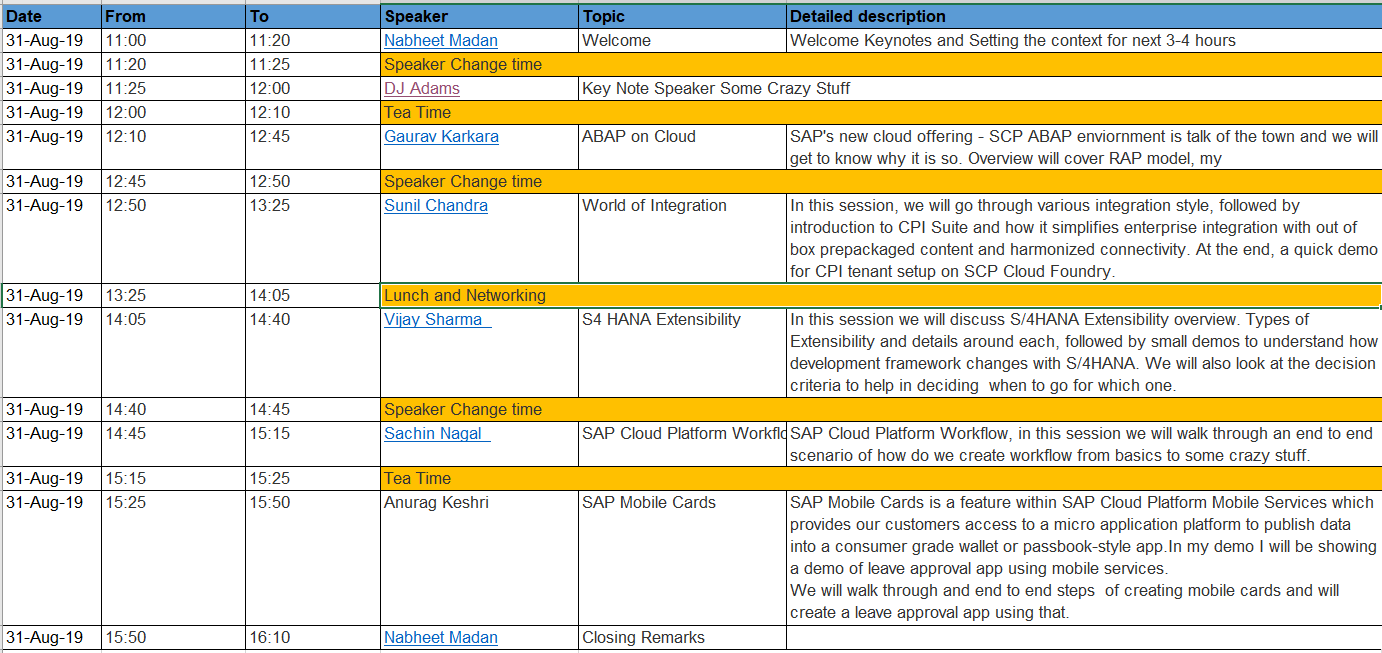 Date From To Speaker Topic Detailed description
31-Aug-19 11:00 11:20 Nabheet Madan Welcome Welcome Keynotes and Setting the context for next 3-4 hours
31-Aug-19 11:20 11:25 Speaker Change time
31-Aug-19 11:25 12:00 DJ Adams Key Note Speaker Some Crazy Stuff
31-Aug-19 12:00 12:10 Tea Time
31-Aug-19 12:10 12:45 Gaurav Karkara ABAP on Cloud SAP's new cloud offering - SCP ABAP enviornment is talk of the town and we will
get to know why it is so. Overview will cover RAP model, my
31-Aug-19 12:45 12:50 Speaker Change time
31-Aug-19 12:50 13:25 Sunil Chandra World of Integration In this session, we will go through various integration style, followed by
introduction to CPI Suite and how it simplifies enterprise integration with out of
box prepackaged content and harmonized connectivity. At the end, a quick demo
for CPI tenant setup on SCP Cloud Foundry.
31-Aug-19 13:25 14:05 Lunch and Networking
31-Aug-19 14:05 14:40 Vijay Sharma S4 HANA Extensibility In this session we will discuss S/4HANA Extensibility overview. Types of
Extensibility and details around each, followed by small demos to understand how
development framework changes with S/4HANA. We will also look at the decision
criteria to help in deciding when to go for which one.
31-Aug-19 14:40 14:45 Speaker Change time
31-Aug-19 14:45 15:15 Sachin Nagal SAP Cloud Platform Workflo SAP Cloud Platform Workflow, in this session we will walk through an end to end
scenario of how do we create workflow from basics to some crazy stuff.
31-Aug-19 15:15 15:25 Tea Time
31-Aug-19 15:25 15:50 Anurag Keshri SAP Mobile Cards SAP Mobile Cards is a feature within SAP Cloud Platform Mobile Services which
provides our customers access to a micro application platform to publish data
into a consumer grade wallet or passbook-style app.In my demo I will be showing
a demo of leave approval app using mobile services.
We will walk through and end to end steps of creating mobile cards and will
create a leave approval app using that.
31-Aug-19 15:50 16:10 Nabheet Madan Closing Remarks